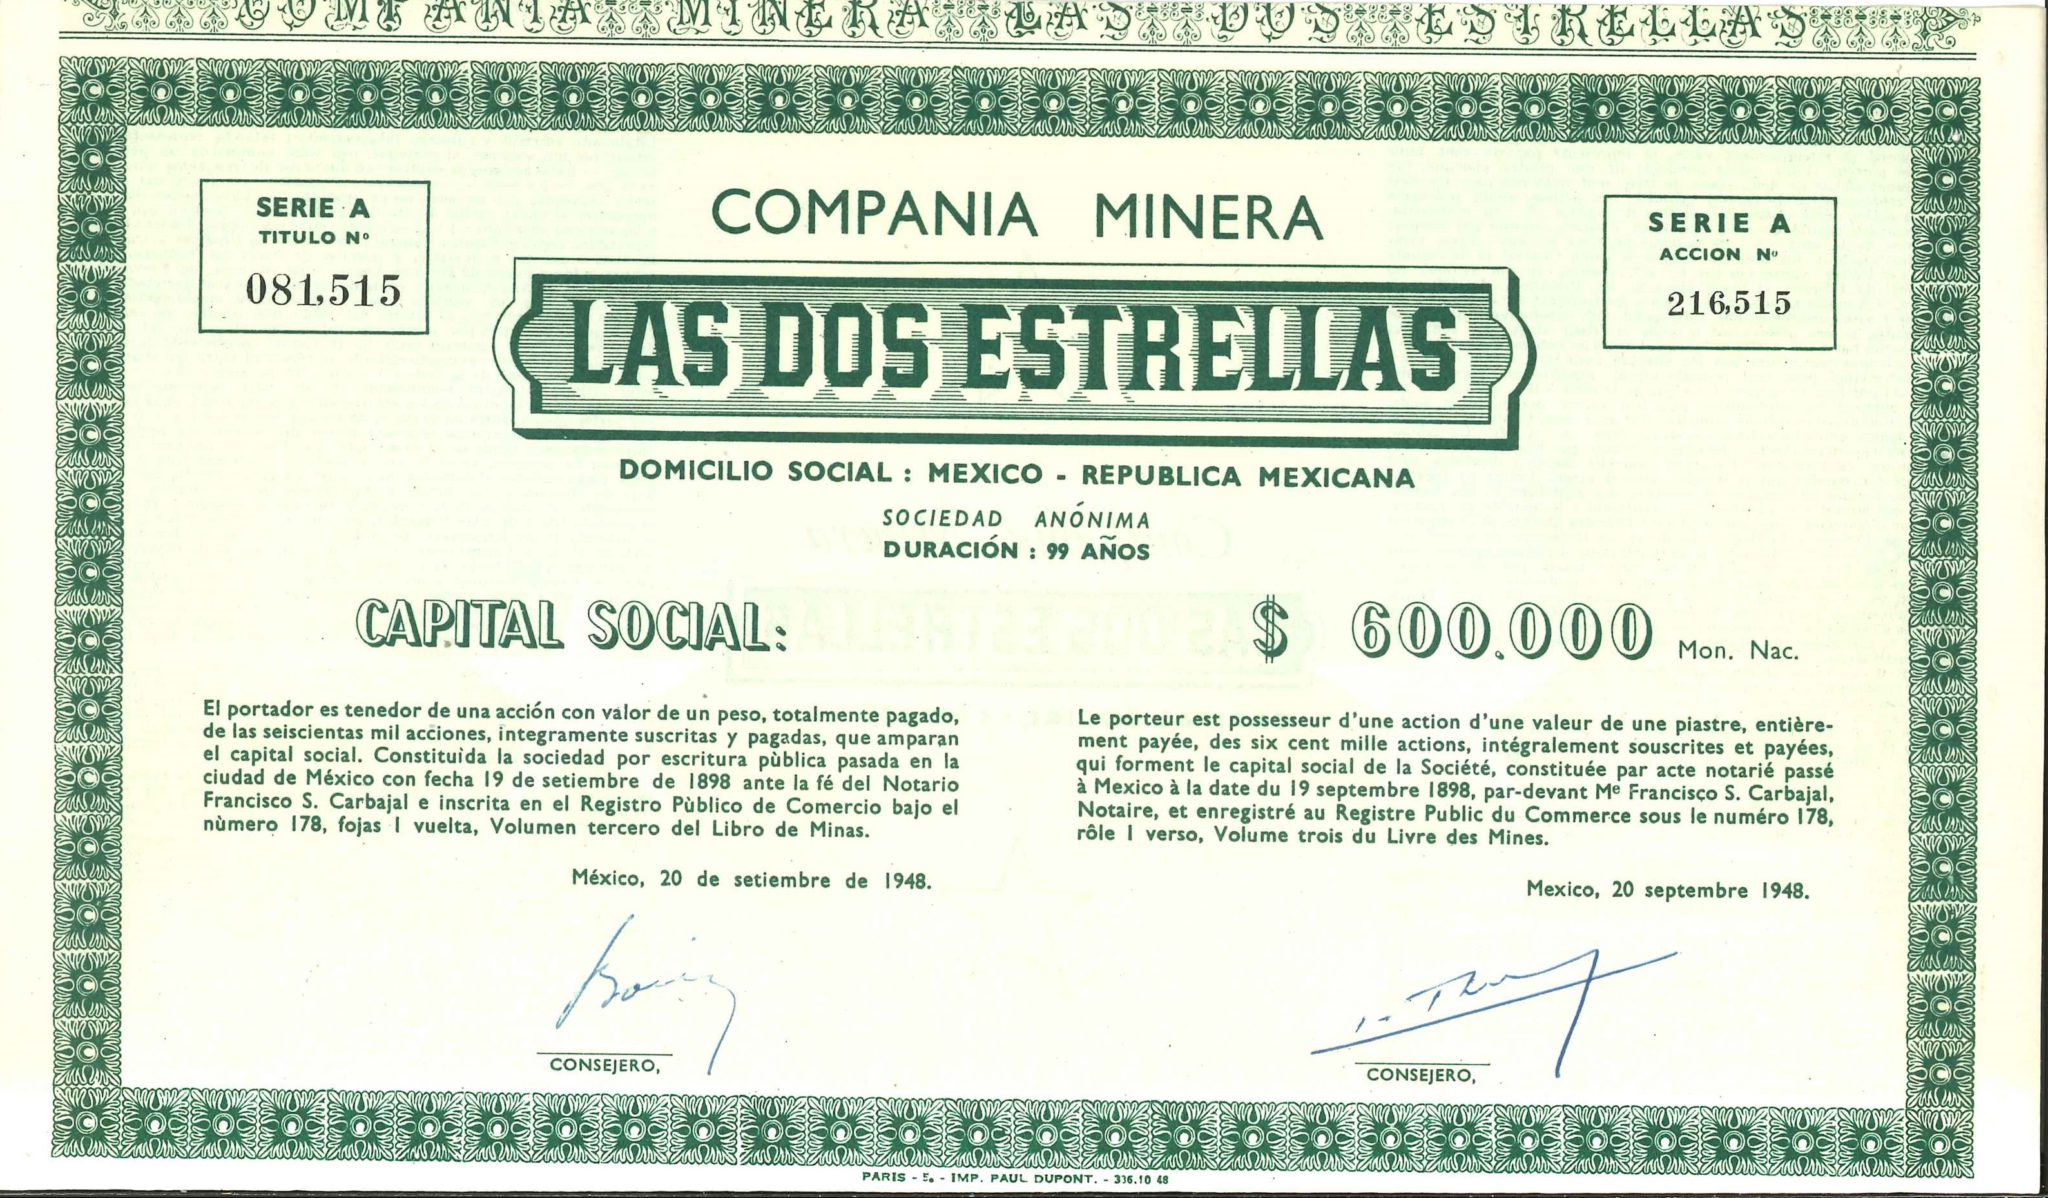 COMPANIA MINERA LAS DOS ESTRELLAS
SERIE A
TITULO Nº
081,515
COMPANIA MINERA
LAS DOS ESTRELLAS
SERIE A
ACCION Nº
216,515
DOMICILIO SOCIAL : MEXICO - REPUBLICA MEXICANA
SOCIEDAD ANÓNIMA
DURACIÓN : 99 AÑOS
CAPITAL SOCIAL: $ 600.000 Mon. Nac.
El portador es tenedor de una acción con valor de un peso, totalmente pagado,
de las seiscientas mil acciones, integramente suscritas y pagadas, que amparan
el capital social. Constituìda la sociedad por escritura pùblica pasada en la
ciudad de México con fecha 19 de setiembre de 1898 ante la fé del Notario
Francisco S. Carbajal e inscrita en el Registro Pùblico de Comercio bajo el
nùmero 178, fojas I vuelta, Volumen tercero del Libro de Minas.
México, 20 de setiembre de 1948.
CONSEJERO,
Le porteur est possesseur d'une action d'une valeur de une piastre, entière-
ment payée, des six cent mille actions, intégralement souscrites et payées,
qui forment le capital social de la Société, constituée par acte notarié passé
à Mexico à la date du 19 septembre 1898, par-devant Mᵉ Francisco S. Carbajal,
Notaire, et enregistré au Registre Public du Commerce sous le numéro 178,
rôle I verso, Volume trois du Livre des Mines.
Mexico, 20 septembre 1948.
CONSEJERO,
PARIS - 5. - IMP. PAUL DUPONT. - 336.10 48